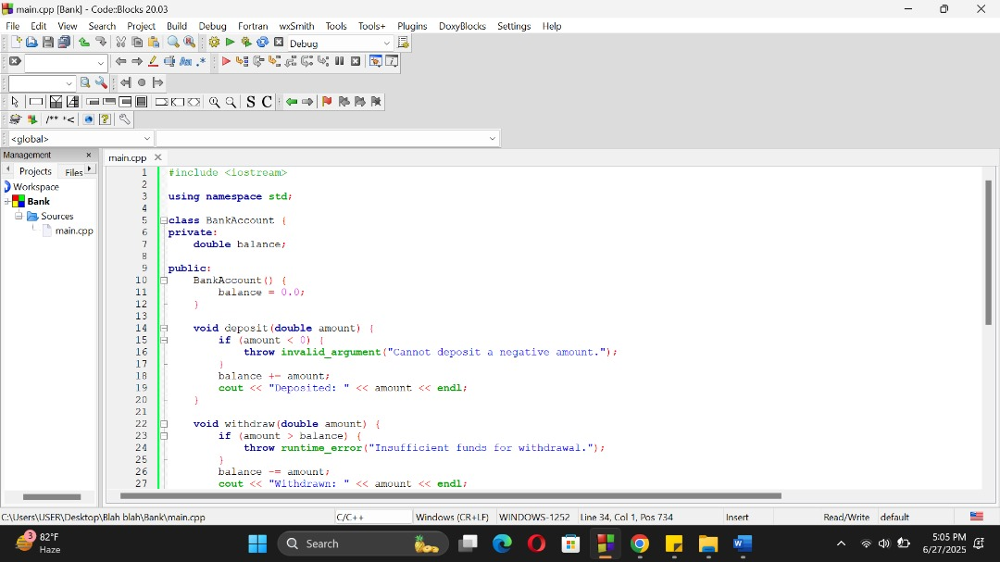 main.cpp [Bank] - Code::Blocks 20.03
File Edit View Search Project Build Debug Fortran wxSmith Tools Tools+ Plugins DoxyBlocks Settings Help
Debug
S C
/** *<
<global>
Management
main.cpp
Projects Files
Workspace
Bank
Sources
main.cpp
1 #include <iostream>
2
3 using namespace std;
4
5 class BankAccount {
6 private:
7 double balance;
8
9 public:
10 BankAccount() {
11 balance = 0.0;
12 }
13
14 void deposit(double amount) {
15 if (amount < 0) {
16 throw invalid_argument("Cannot deposit a negative amount.");
17 }
18 balance += amount;
19 cout << "Deposited: " << amount << endl;
20 }
21
22 void withdraw(double amount) {
23 if (amount > balance) {
24 throw runtime_error("Insufficient funds for withdrawal.");
25 }
26 balance -= amount;
27 cout << "Withdrawn: " << amount << endl;
C:\Users\USER\Desktop\Blah blah\Bank\main.cpp C/C++ Windows (CR+LF) WINDOWS-1252 Line 34, Col 1, Pos 734 Insert Read/Write default
3 82°F
Haze
Search
5:05 PM
6/27/2025